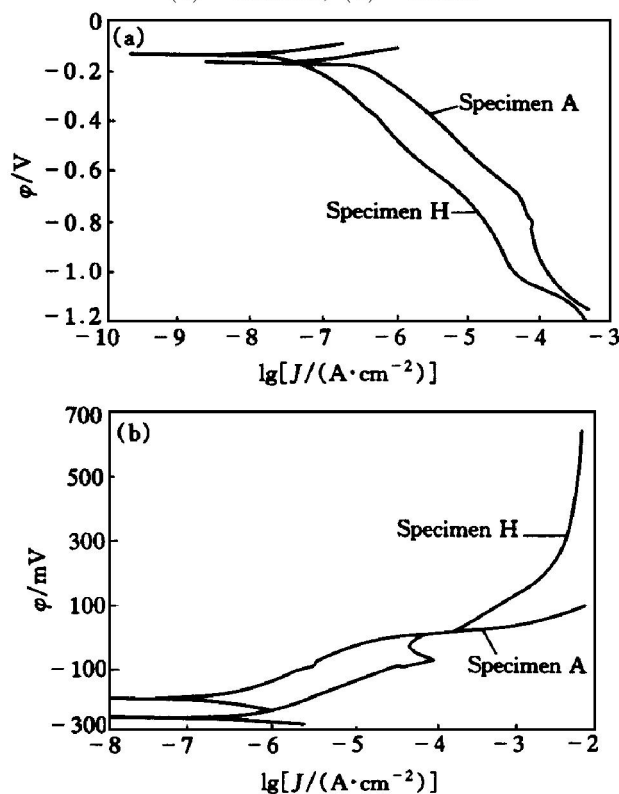 (a)
0
−0.2
−0.4
−0.6
−0.8
−1.0
−1.2
φ/V
Specimen A
Specimen H
−10 −9 −8 −7 −6 −5 −4 −3
lg[J/(A·cm⁻²)]
(b)
700
500
300
100
−100
−300
φ/mV
Specimen H
Specimen A
−8 −7 −6 −5 −4 −3 −2
lg[J/(A·cm⁻²)]